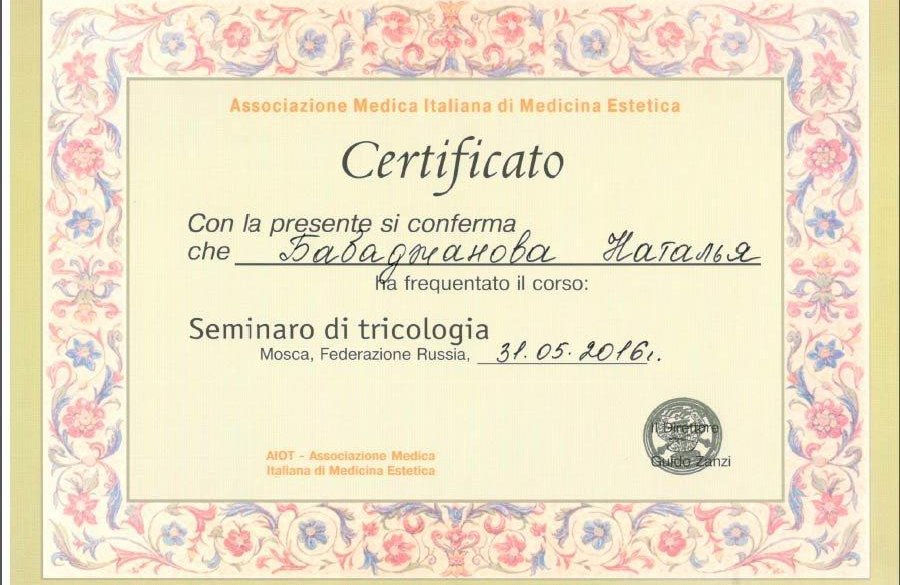 Associazione Medica Italiana di Medicina Estetica
Certificato
Con la presente si conferma
che Бабаджанова Наталья
ha frequentato il corso:
Seminaro di tricologia
Mosca, Federazione Russia, 31.05.2016г.
AIOT - Associazione Medica
Italiana di Medicina Estetica
Il Direttore
Guido Zanzi